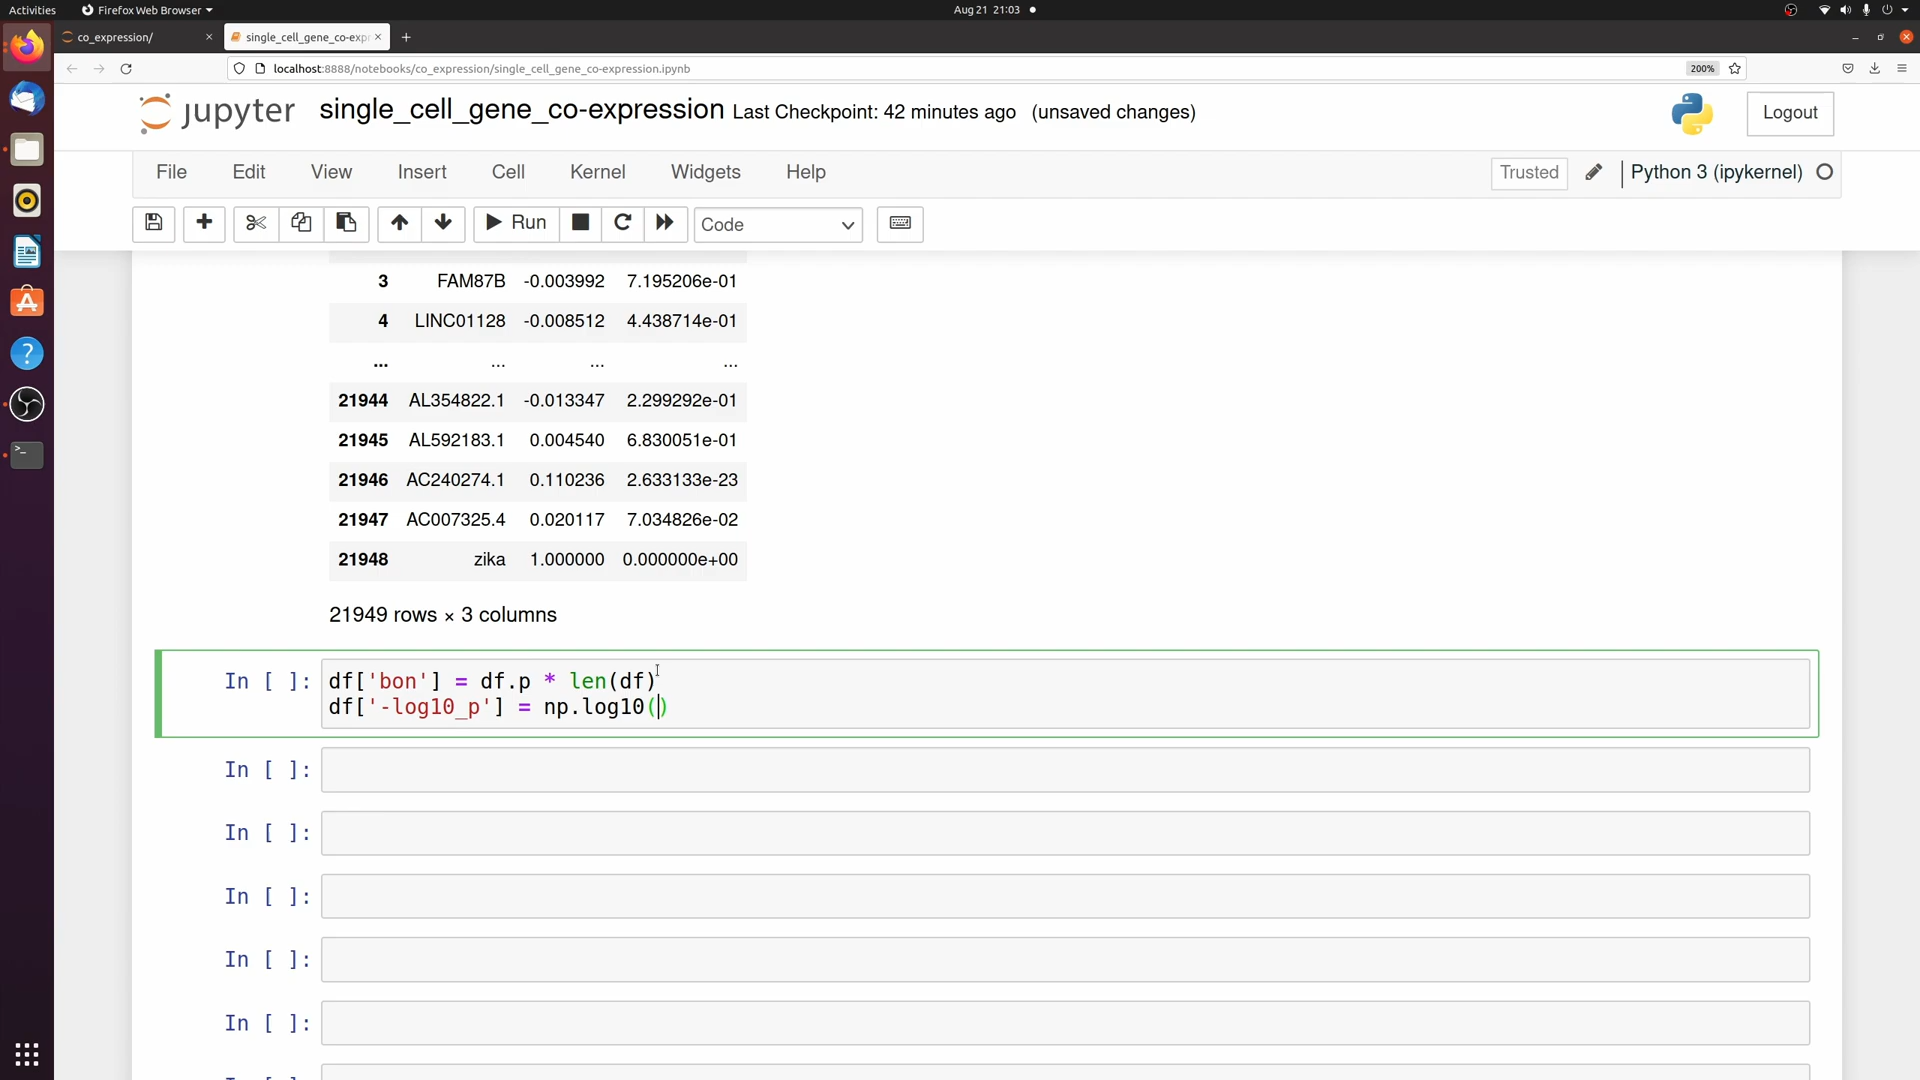 Activities
Firefox Web Browser
Aug 21 21:03
co_expression/
single_cell_gene_co-expr
localhost:8888/notebooks/co_expression/single_cell_gene_co-expression.ipynb
200%
jupyter
single_cell_gene_co-expression Last Checkpoint: 42 minutes ago (unsaved changes)
Logout
File Edit View Insert Cell Kernel Widgets Help
Trusted
Python 3 (ipykernel)
Run
Code
3 FAM87B -0.003992 7.195206e-01
4 LINC01128 -0.008512 4.438714e-01
... ... ... ...
21944 AL354822.1 -0.013347 2.299292e-01
21945 AL592183.1 0.004540 6.830051e-01
21946 AC240274.1 0.110236 2.633133e-23
21947 AC007325.4 0.020117 7.034826e-02
21948 zika 1.000000 0.000000e+00
21949 rows × 3 columns
In [ ]: df['bon'] = df.p * len(df)
df['-log10_p'] = np.log10()
In [ ]:
In [ ]:
In [ ]:
In [ ]:
In [ ]: